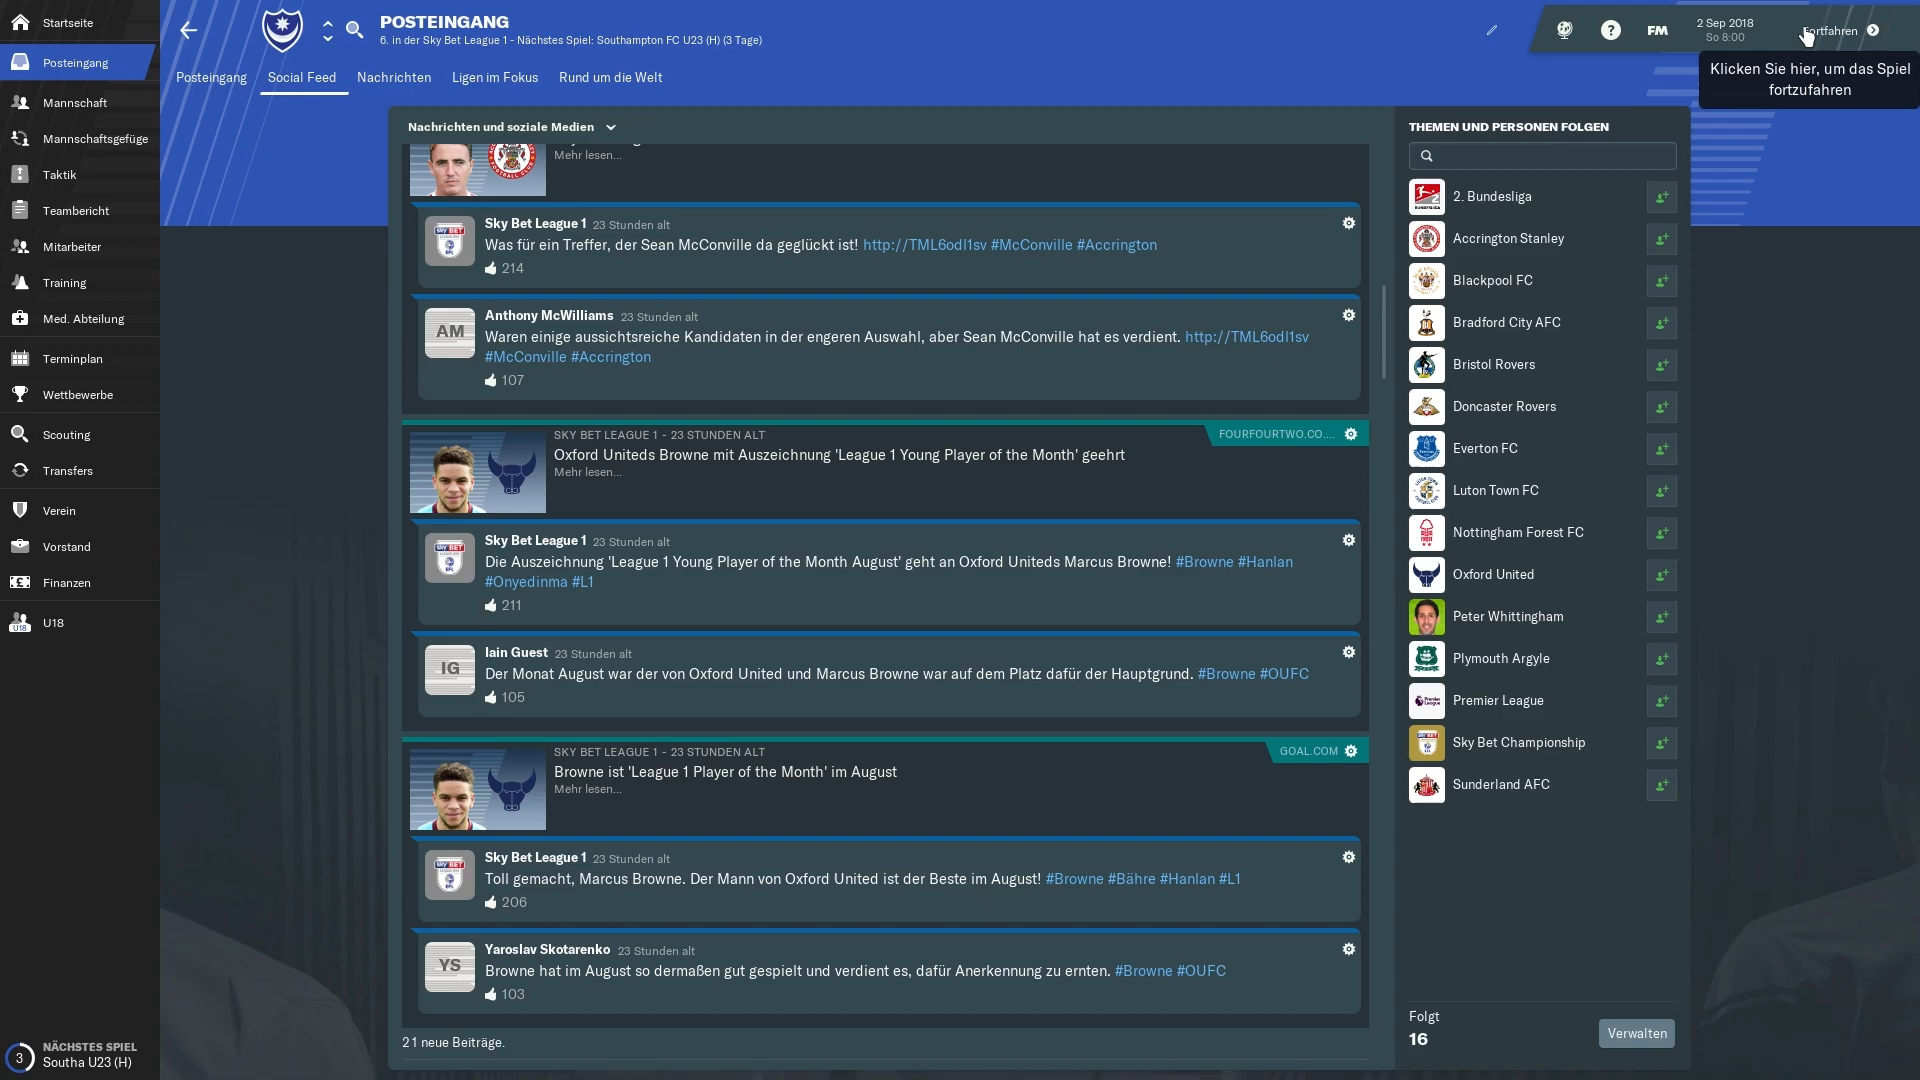 Startseite
Posteingang
Mannschaft
Mannschaftsgefüge
Taktik
Teambericht
Mitarbeiter
Training
Med. Abteilung
Terminplan
Wettbewerbe
Scouting
Transfers
Verein
Vorstand
Finanzen
U18
U18
3
NÄCHSTES SPIEL
Southa U23 (H)
POSTEINGANG
6. in der Sky Bet League 1 - Nächstes Spiel: Southampton FC U23 (H) (3 Tage)
?
FM
2 Sep 2018
So 8:00
ortfahren
Klicken Sie hier, um das Spiel
fortzufahren
Posteingang
Social Feed
Nachrichten
Ligen im Fokus
Rund um die Welt
Nachrichten und soziale Medien
Mehr lesen...
Sky Bet League 1 23 Stunden alt
Was für ein Treffer, der Sean McConville da geglückt ist! http://TML6odl1sv #McConville #Accrington
214
AM
Anthony McWilliams 23 Stunden alt
Waren einige aussichtsreiche Kandidaten in der engeren Auswahl, aber Sean McConville hat es verdient. http://TML6odl1sv
#McConville #Accrington
107
SKY BET LEAGUE 1 - 23 STUNDEN ALT
FOURFOURTWO.CO....
Oxford Uniteds Browne mit Auszeichnung 'League 1 Young Player of the Month' geehrt
Mehr lesen...
Sky Bet League 1 23 Stunden alt
Die Auszeichnung 'League 1 Young Player of the Month August' geht an Oxford Uniteds Marcus Browne! #Browne #Hanlan
#Onyedinma #L1
211
IG
Iain Guest 23 Stunden alt
Der Monat August war der von Oxford United und Marcus Browne war auf dem Platz dafür der Hauptgrund. #Browne #OUFC
105
SKY BET LEAGUE 1 - 23 STUNDEN ALT
GOAL.COM
Browne ist 'League 1 Player of the Month' im August
Mehr lesen...
Sky Bet League 1 23 Stunden alt
Toll gemacht, Marcus Browne. Der Mann von Oxford United ist der Beste im August! #Browne #Bähre #Hanlan #L1
206
YS
Yaroslav Skotarenko 23 Stunden alt
Browne hat im August so dermaßen gut gespielt und verdient es, dafür Anerkennung zu ernten. #Browne #OUFC
103
21 neue Beiträge.
THEMEN UND PERSONEN FOLGEN
2. Bundesliga
Accrington Stanley
Blackpool FC
Bradford City AFC
Bristol Rovers
Doncaster Rovers
Everton FC
Luton Town FC
Nottingham Forest FC
Oxford United
Peter Whittingham
Plymouth Argyle
Premier League
Sky Bet Championship
Sunderland AFC
Folgt
16
Verwalten